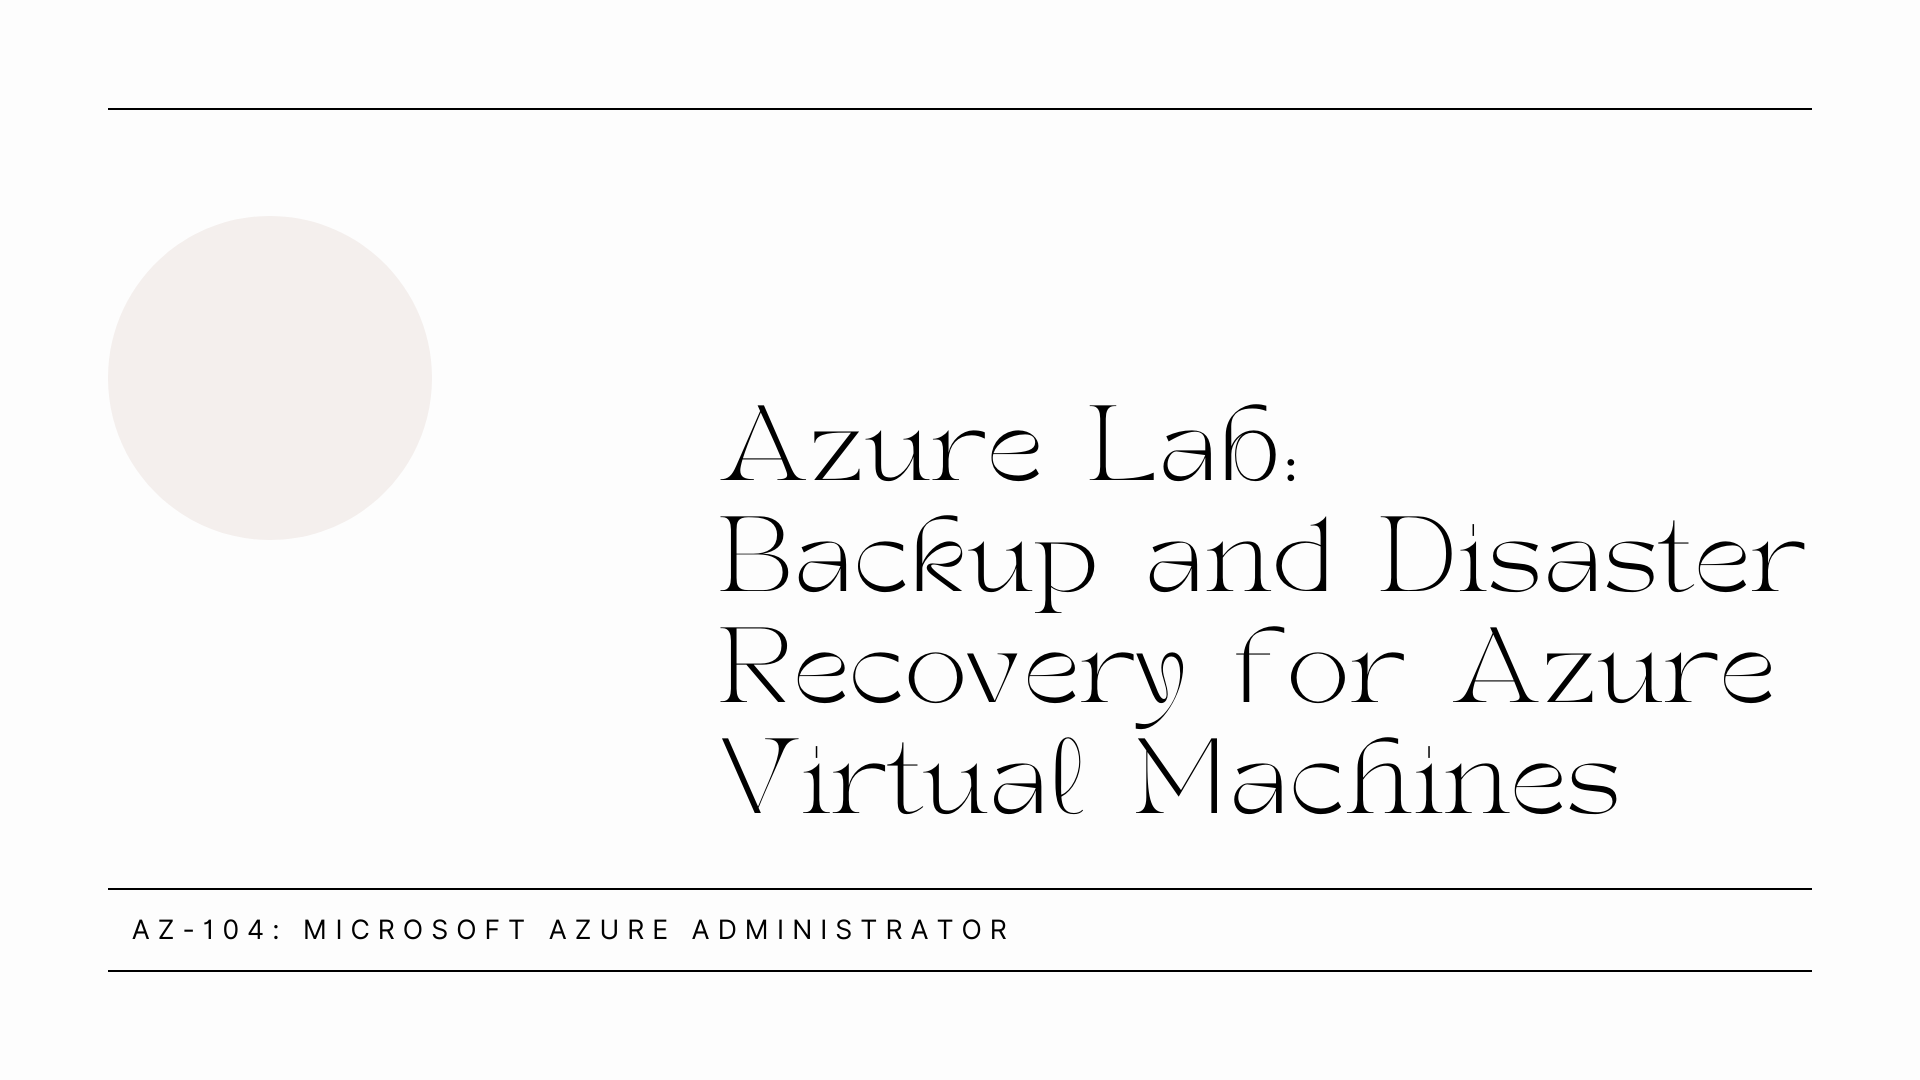 Azure Lab:
Backup and Disaster
Recovery for Azure
Virtual Machines
AZ-104: MICROSOFT AZURE ADMINISTRATOR